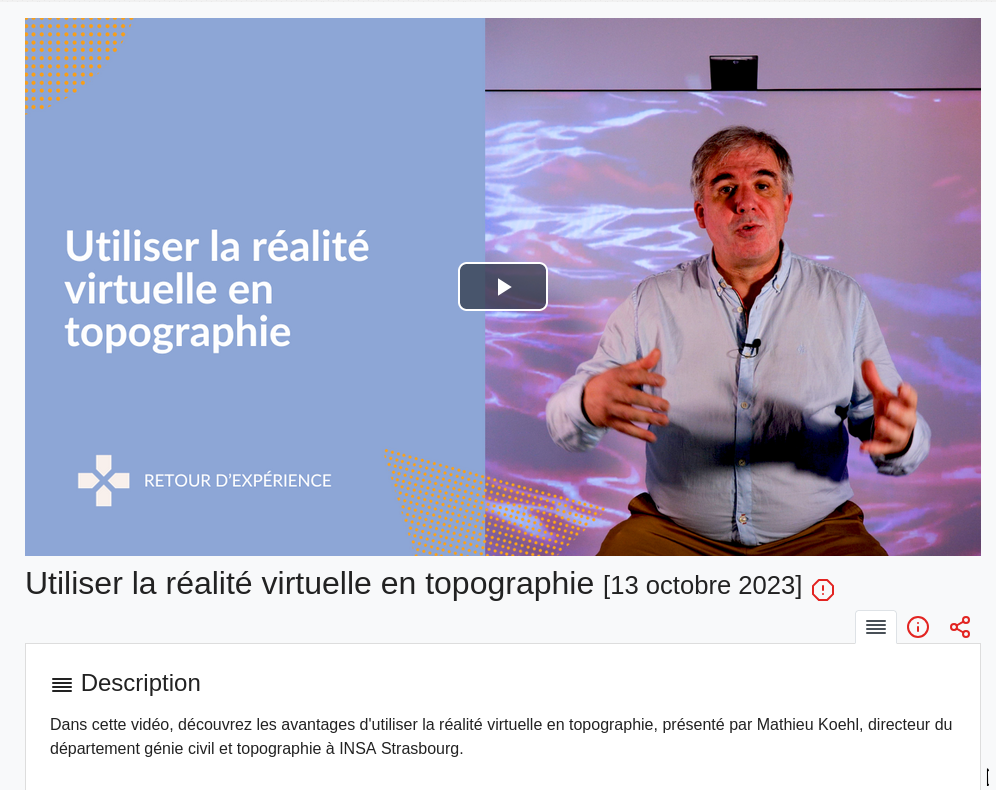 Utiliser la réalité
virtuelle en
topographie
RETOUR D'EXPÉRIENCE
Utiliser la réalité virtuelle en topographie [13 octobre 2023]
Description
Dans cette vidéo, découvrez les avantages d'utiliser la réalité virtuelle en topographie, présenté par Mathieu Koehl, directeur du
département génie civil et topographie à INSA Strasbourg.